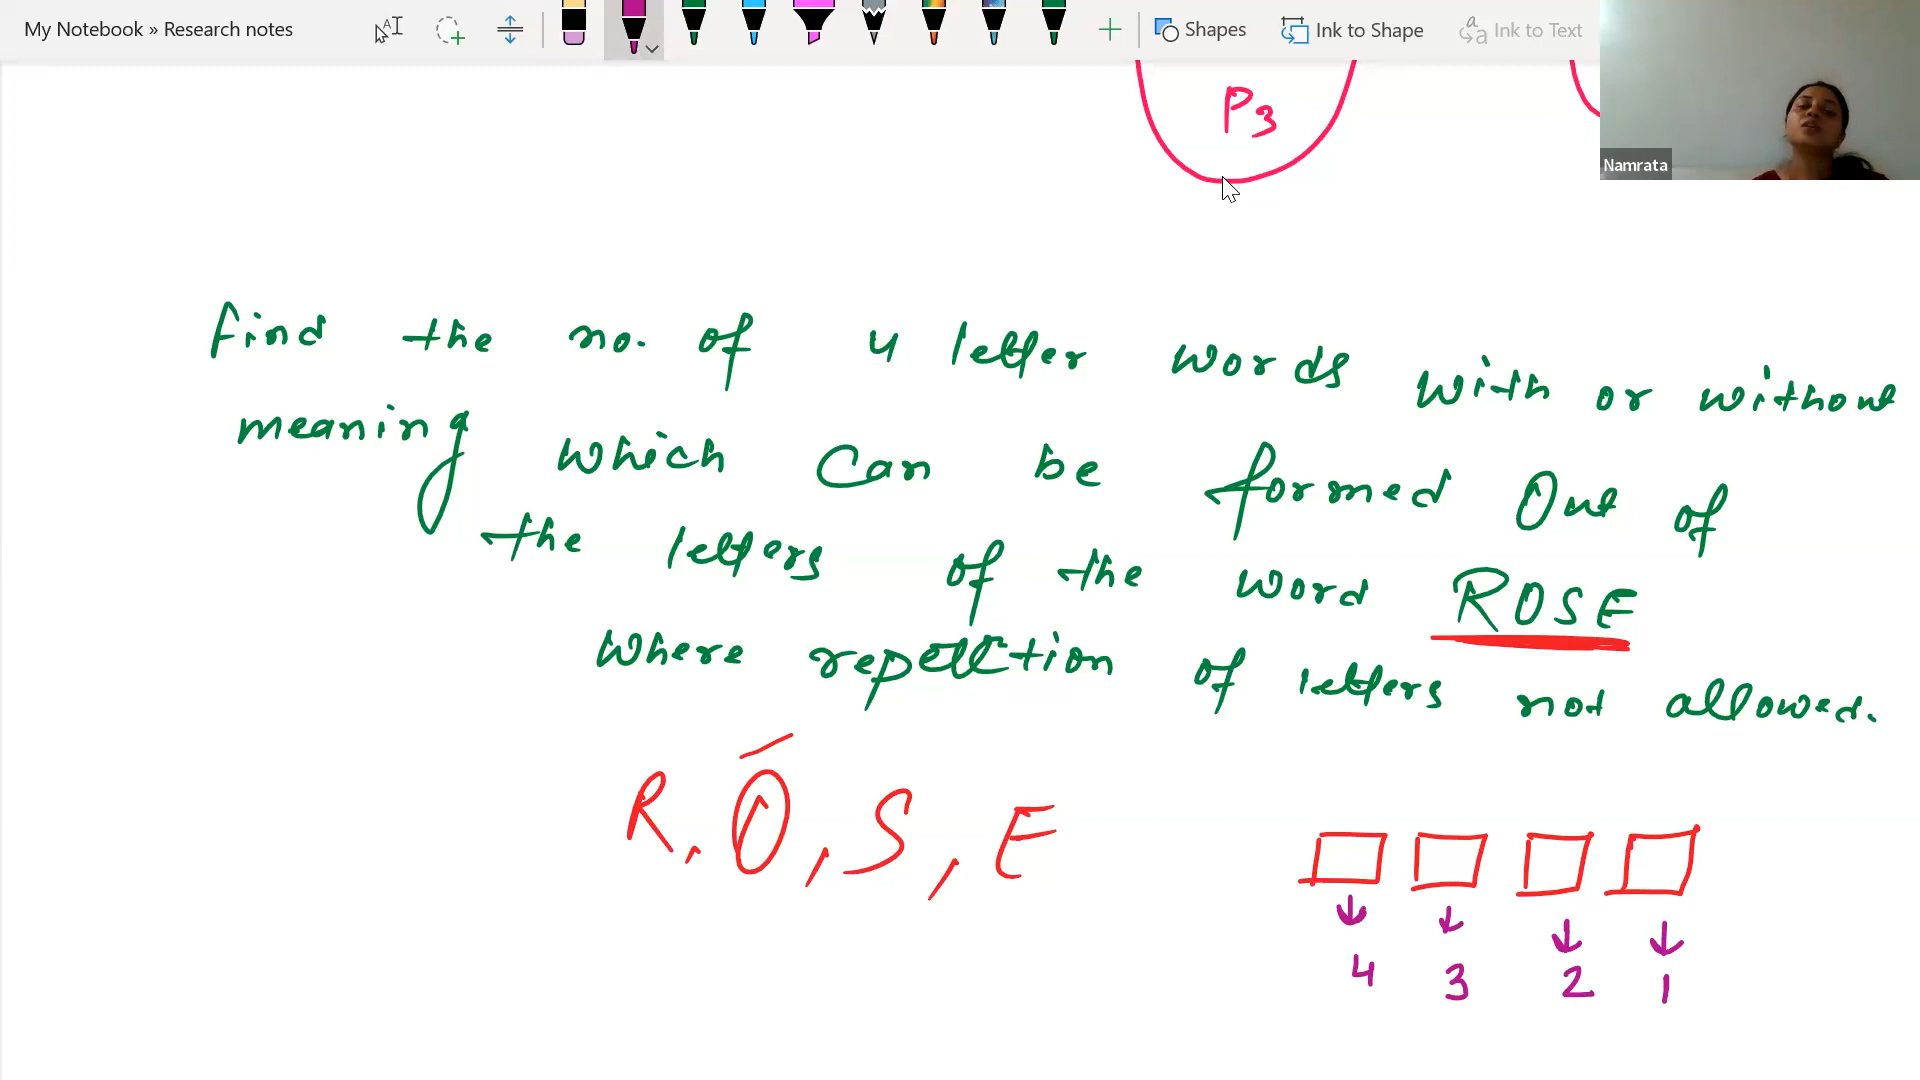 My Notebook » Research notes
Shapes
Ink to Shape
Ink to Text
Namrata
P3
Find the no. of 4 letter words with or without
meaning which can be formed Out of
the letters of the word ROSE
where repetition of letters not allowed.
R, O, S, E
4 3 2 1